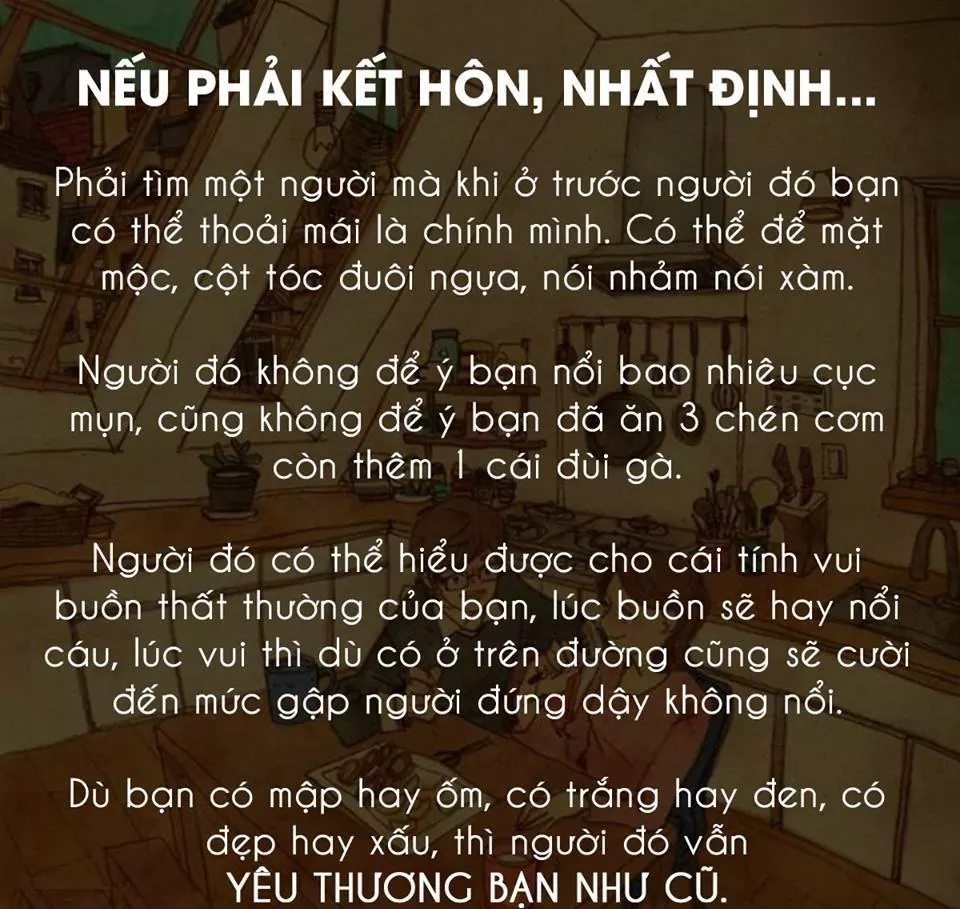 NẾU PHẢI KẾT HÔN, NHẤT ĐỊNH...
Phải tìm một người mà khi ở trước người đó bạn
có thể thoải mái là chính mình. Có thể để mặt
mộc, cột tóc đuôi ngựa, nói nhảm nói xàm.
Người đó không để ý bạn nổi bao nhiêu cục
mụn, cũng không để ý bạn đã ăn 3 chén cơm
còn thêm 1 cái đùi gà.
Người đó có thể hiểu được cho cái tính vui
buồn thất thường của bạn, lúc buồn sẽ hay nổi
cáu, lúc vui thì dù có ở trên đường cũng sẽ cười
đến mức gập người đứng dậy không nổi.
Dù bạn có mập hay ốm, có trắng hay đen, có
đẹp hay xấu, thì người đó vẫn
YÊU THƯƠNG BẠN NHƯ CŨ.